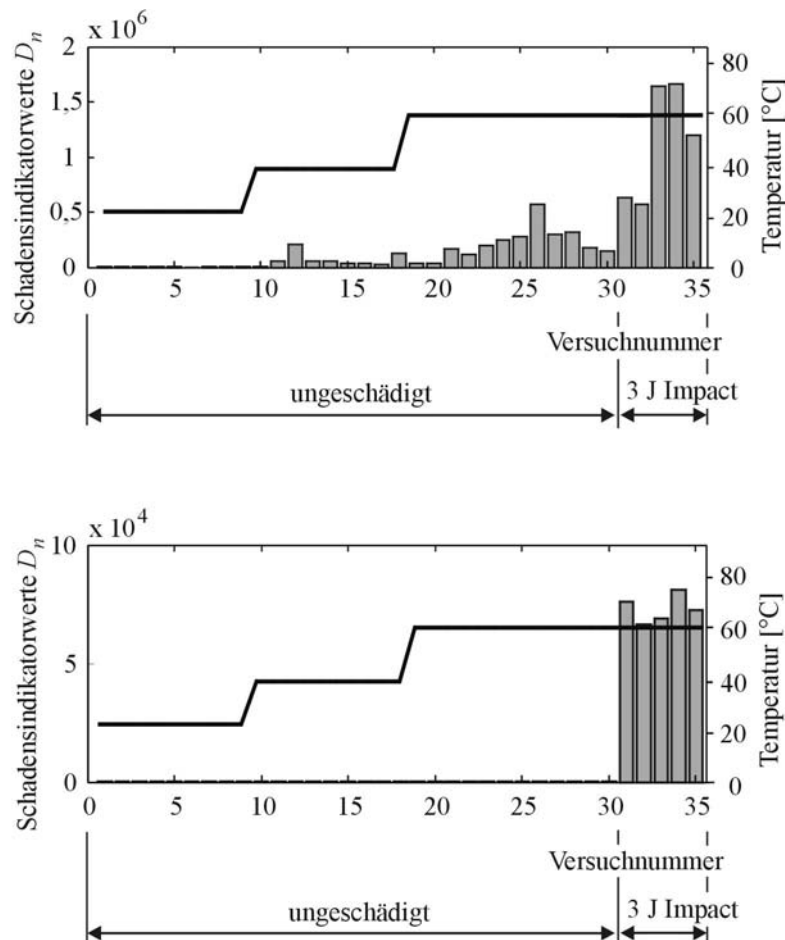 x 10^6
Schadensindikatorwerte D_n
2
1,5
1
0,5
0
80
60
40
20
0
Temperatur [°C]
0 5 10 15 20 25 30 35
Versuchnummer
ungeschädigt
3 J Impact
x 10^4
Schadensindikatorwerte D_n
10
5
0
80
60
40
20
0
Temperatur [°C]
0 5 10 15 20 25 30 35
Versuchnummer
ungeschädigt
3 J Impact